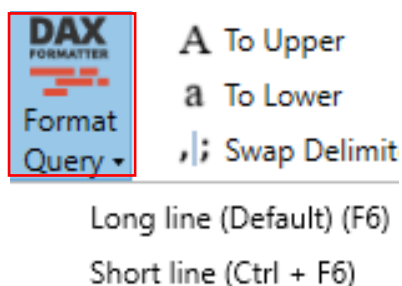 DAX
FORMATTER
Format
Query
A To Upper
a To Lower
,|; Swap Delimit
Long line (Default) (F6)
Short line (Ctrl + F6)